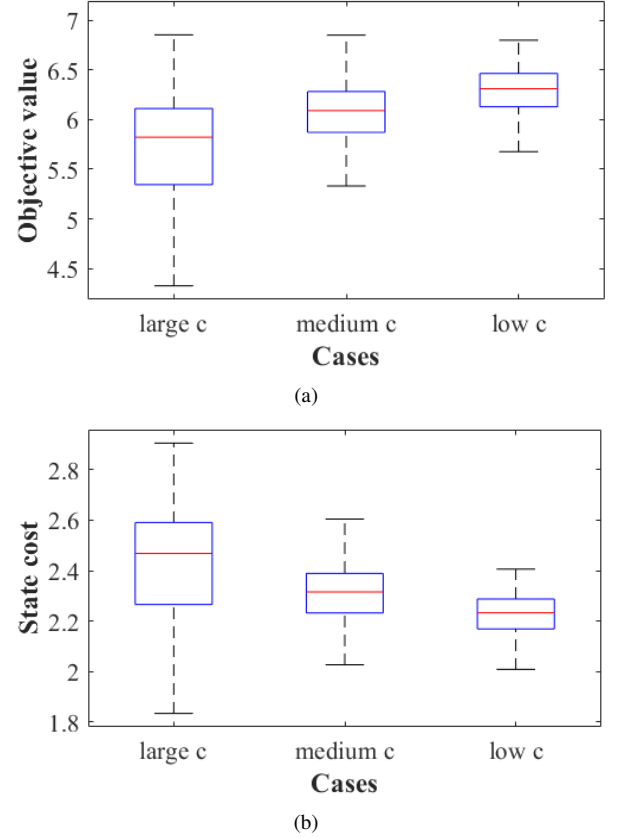 7
6.5
6
5.5
5
4.5
Objective value
large c medium c low c
Cases
(a)
2.8
2.6
2.4
2.2
2
1.8
State cost
large c medium c low c
Cases
(b)